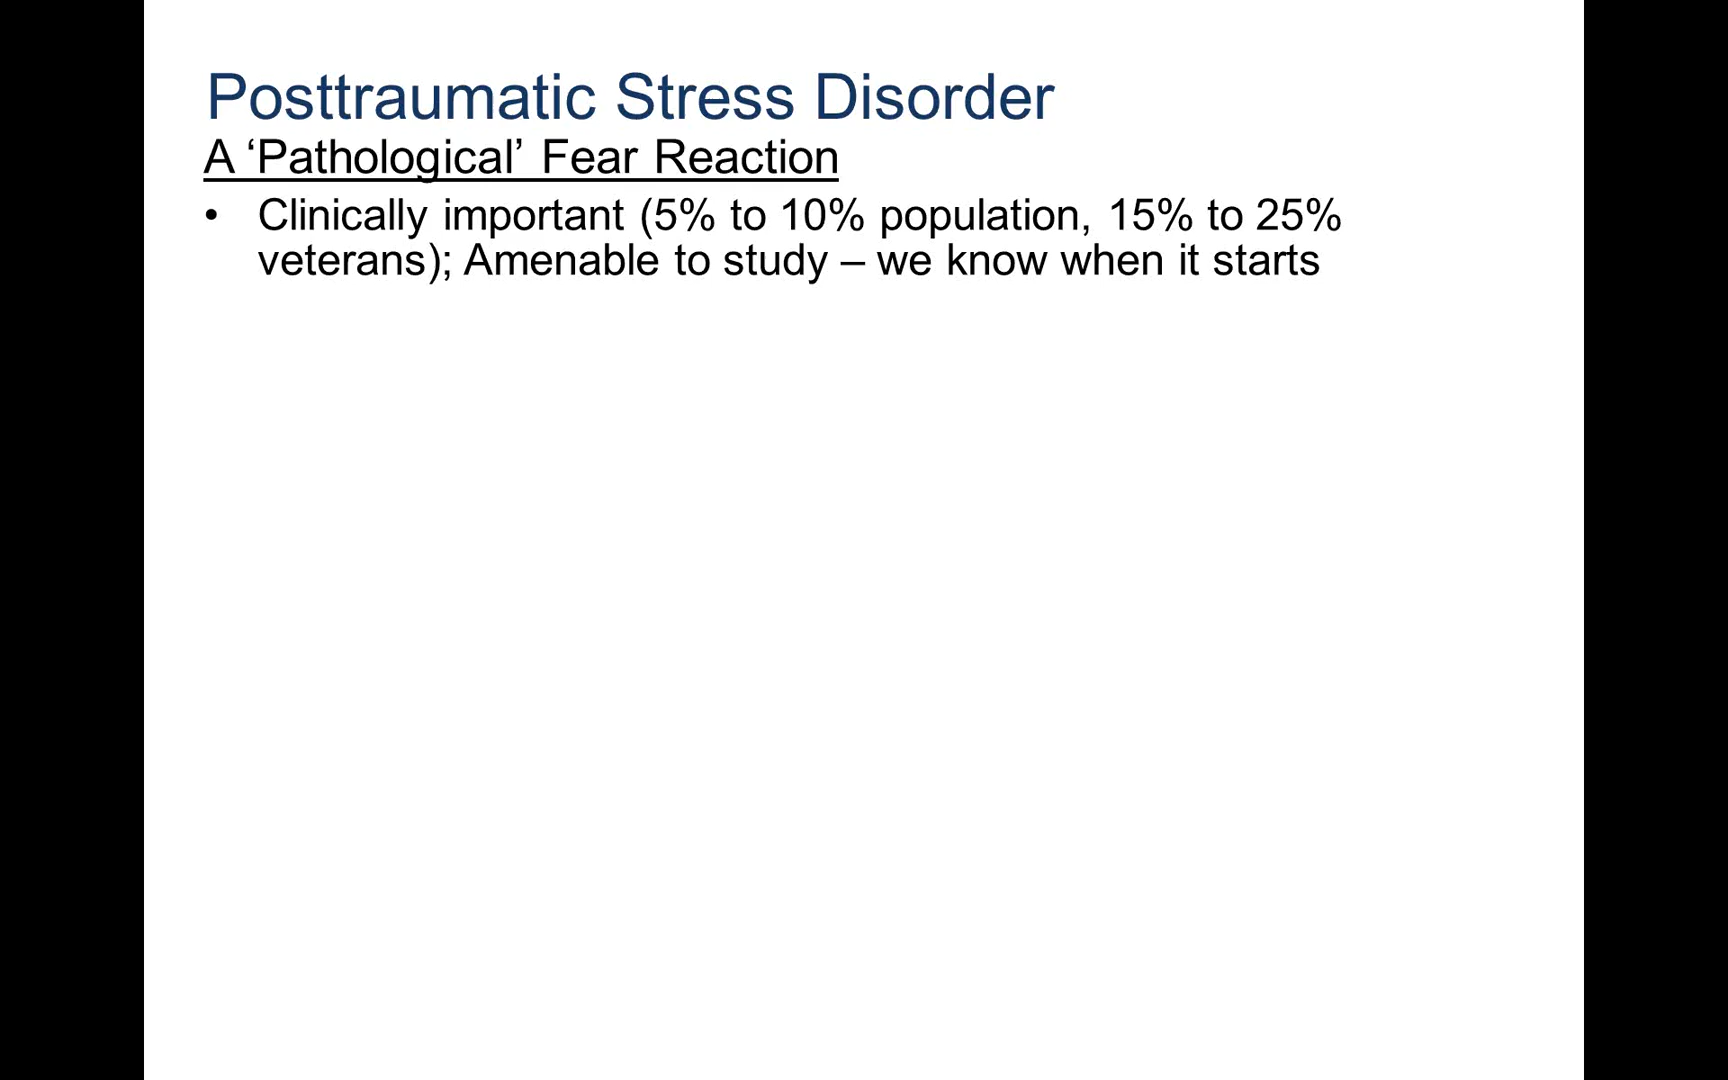 Posttraumatic Stress Disorder
A ‘Pathological’ Fear Reaction
• Clinically important (5% to 10% population, 15% to 25%
veterans); Amenable to study – we know when it starts